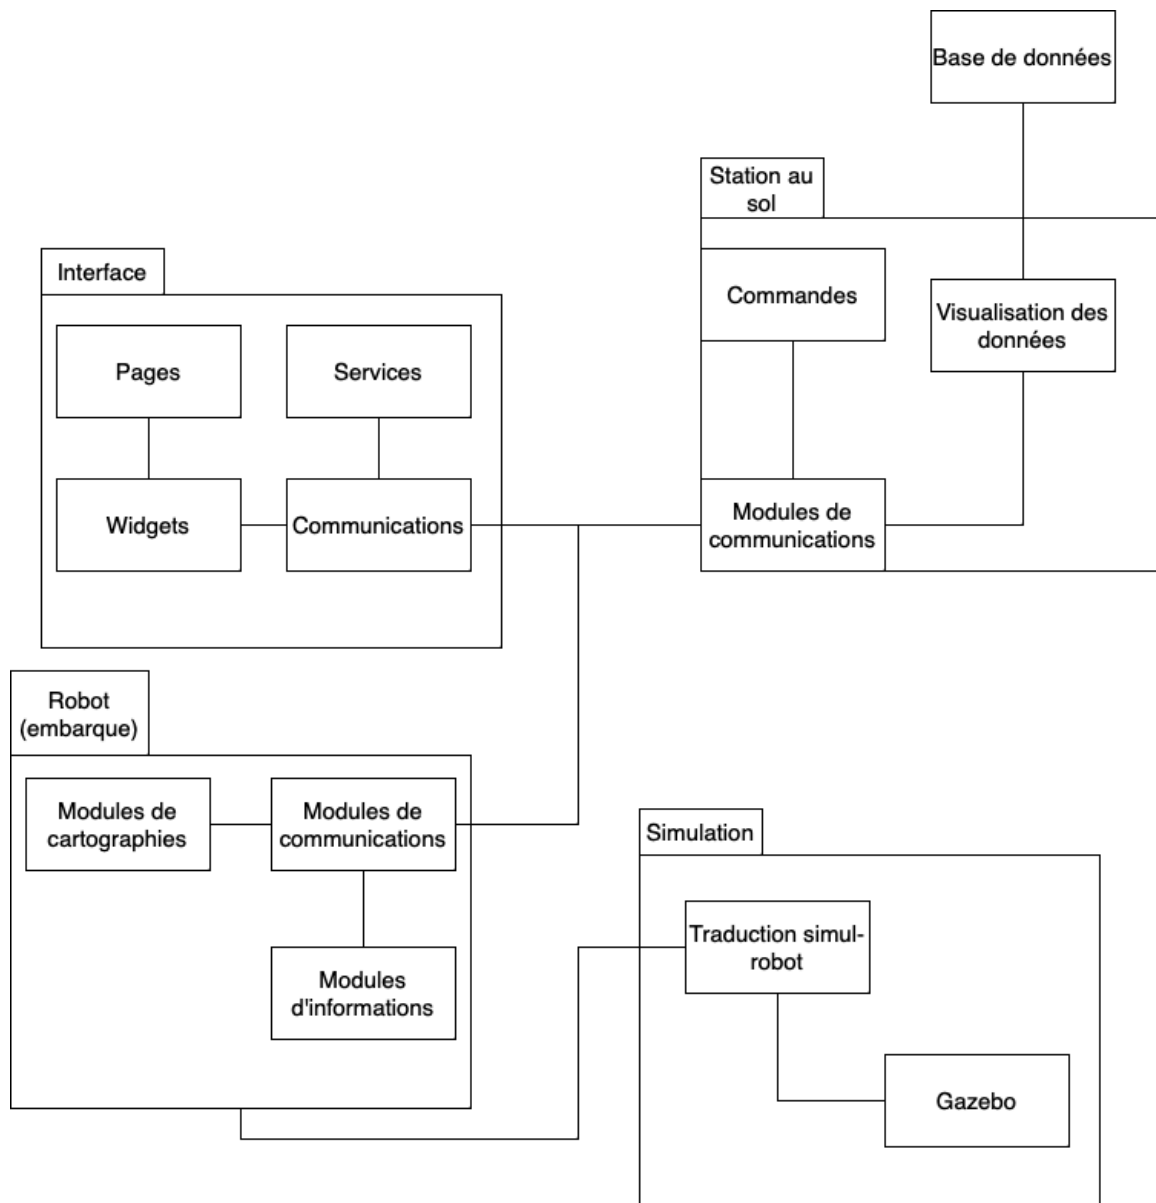 Base de données
Station au
sol
Commandes
Visualisation des
données
Modules de
communications
Interface
Pages
Services
Widgets
Communications
Robot
(embarque)
Modules de
cartographies
Modules de
communications
Modules
d'informations
Simulation
Traduction simul-
robot
Gazebo